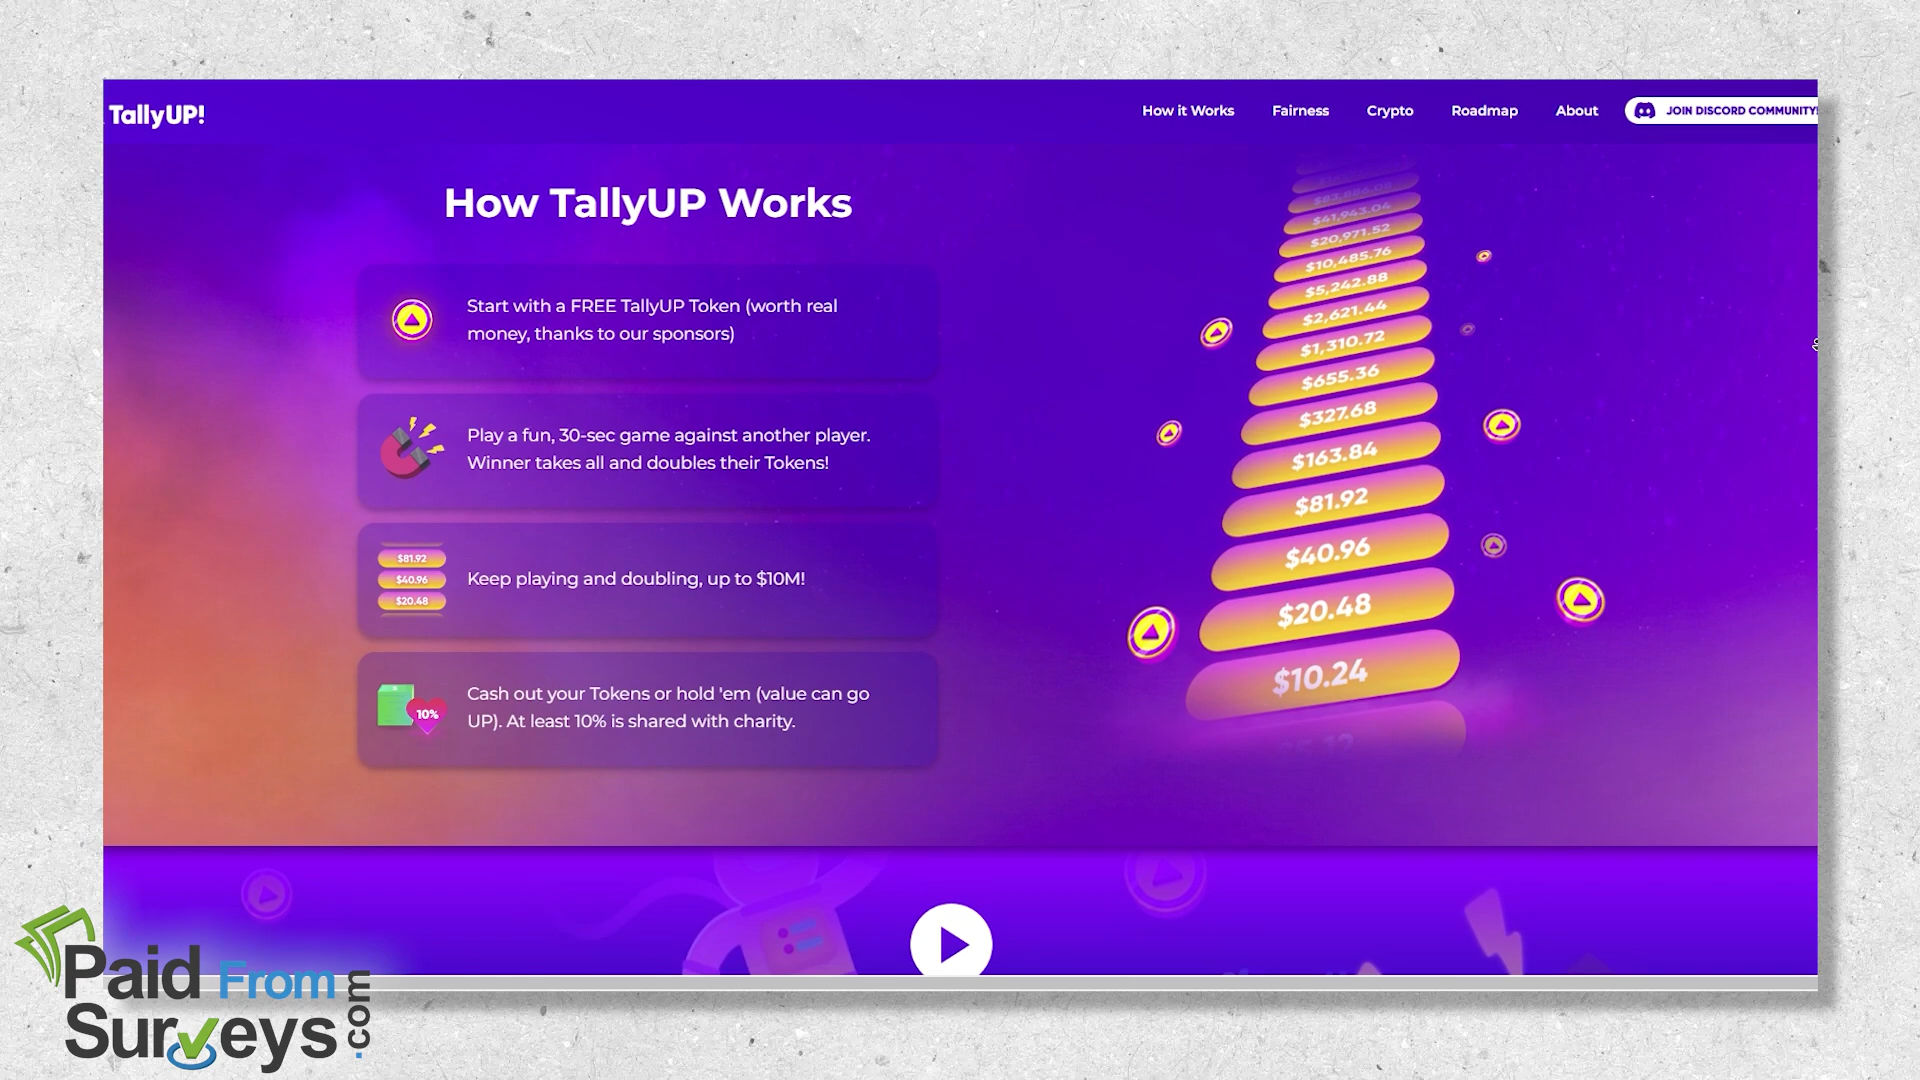 TallyUP!
How it Works
Fairness
Crypto
Roadmap
About
JOIN DISCORD COMMUNITY!
How TallyUP Works
Start with a FREE TallyUP Token (worth real
money, thanks to our sponsors)
Play a fun, 30-sec game against another player.
Winner takes all and doubles their Tokens!
$81.92
$40.96
$20.48
Keep playing and doubling, up to $10M!
10%
Cash out your Tokens or hold 'em (value can go
UP). At least 10% is shared with charity.
$83,886.08
$41,943.04
$20,971.52
$10,485.76
$5,242.88
$2,621.44
$1,310.72
$655.36
$327.68
$163.84
$81.92
$40.96
$20.48
$10.24
$5.12
Paid From
Surveys
.com